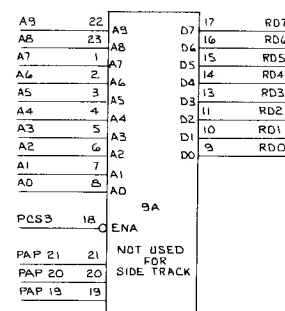 A9 22 A9 D7 17 RD7
A8 23 A8 D6 16 RD6
A7 1 A7 D5 15 RD5
A6 2 A6 D4 14 RD4
A5 3 A5 D3 13 RD3
A4 4 A4 D2 11 RD2
A3 5 A3 D1 10 RD1
A2 6 A2 D0 9 RD0
A1 7 A1
A0 8 A0
9A
PCS3 18 ENA
NOT USED
PAP 21 21 FOR
PAP 20 20 SIDE TRACK
PAP 19 19